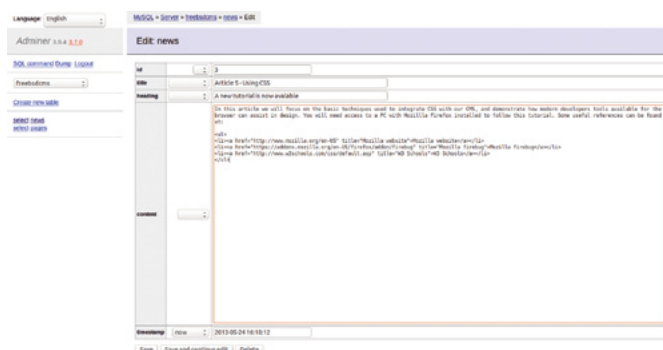 Language: English
MySQL » Server » freebsdcms » news » Edit
Adminer 3.6.4 3.7.0
Edit: news
SQL command Dump Logout
freebsdcms
Create new table
select news
select pages
id 3
title Article 5 - Using CSS
heading A new tutorial is now available
content
In this article we will focus on the basic techniques used to integrate CSS with our CMS, and demonstrate how modern developers tools available for the
browser can assist in design. You will need access to a PC with Mozilla Firefox installed to follow this tutorial. Some useful references can be found
at:
<ul>
<li><a href="http://www.mozilla.org/en-US" title="Mozilla website">Mozilla website</a></li>
<li><a href="https://addons.mozilla.org/en-US/firefox/addon/firebug" title="Mozilla firebug">Mozilla firebug</a></li>
<li><a href="http://www.w3schools.com/css/default.asp" title="W3 Schools">W3 Schools</a></li>
</ul>
timestamp now 2013-05-24 16:18:12
Save Save and continue edit Delete